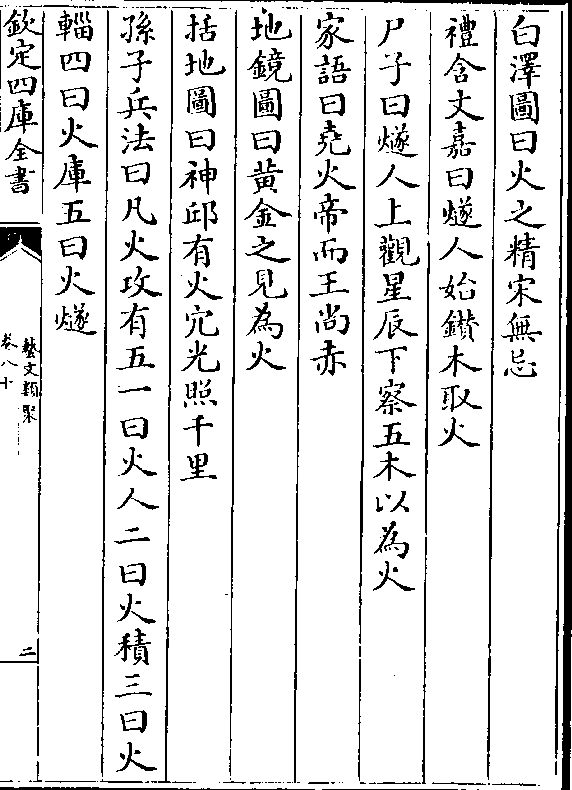 白澤圖曰火之精宋無忌
禮含文嘉曰燧人始鑚木取火
尸子曰燧人上觀星辰下察五木以為火
家語曰堯火帝而王尚赤
地鏡圖曰黄金之見為火
括地圖曰神邱有火穴光照千里
孫子兵法曰凡火攻有五一曰火人二曰火積三曰火
輜四曰火庫五曰火燧
欽定四庫全書
藝文類聚
卷八十
二